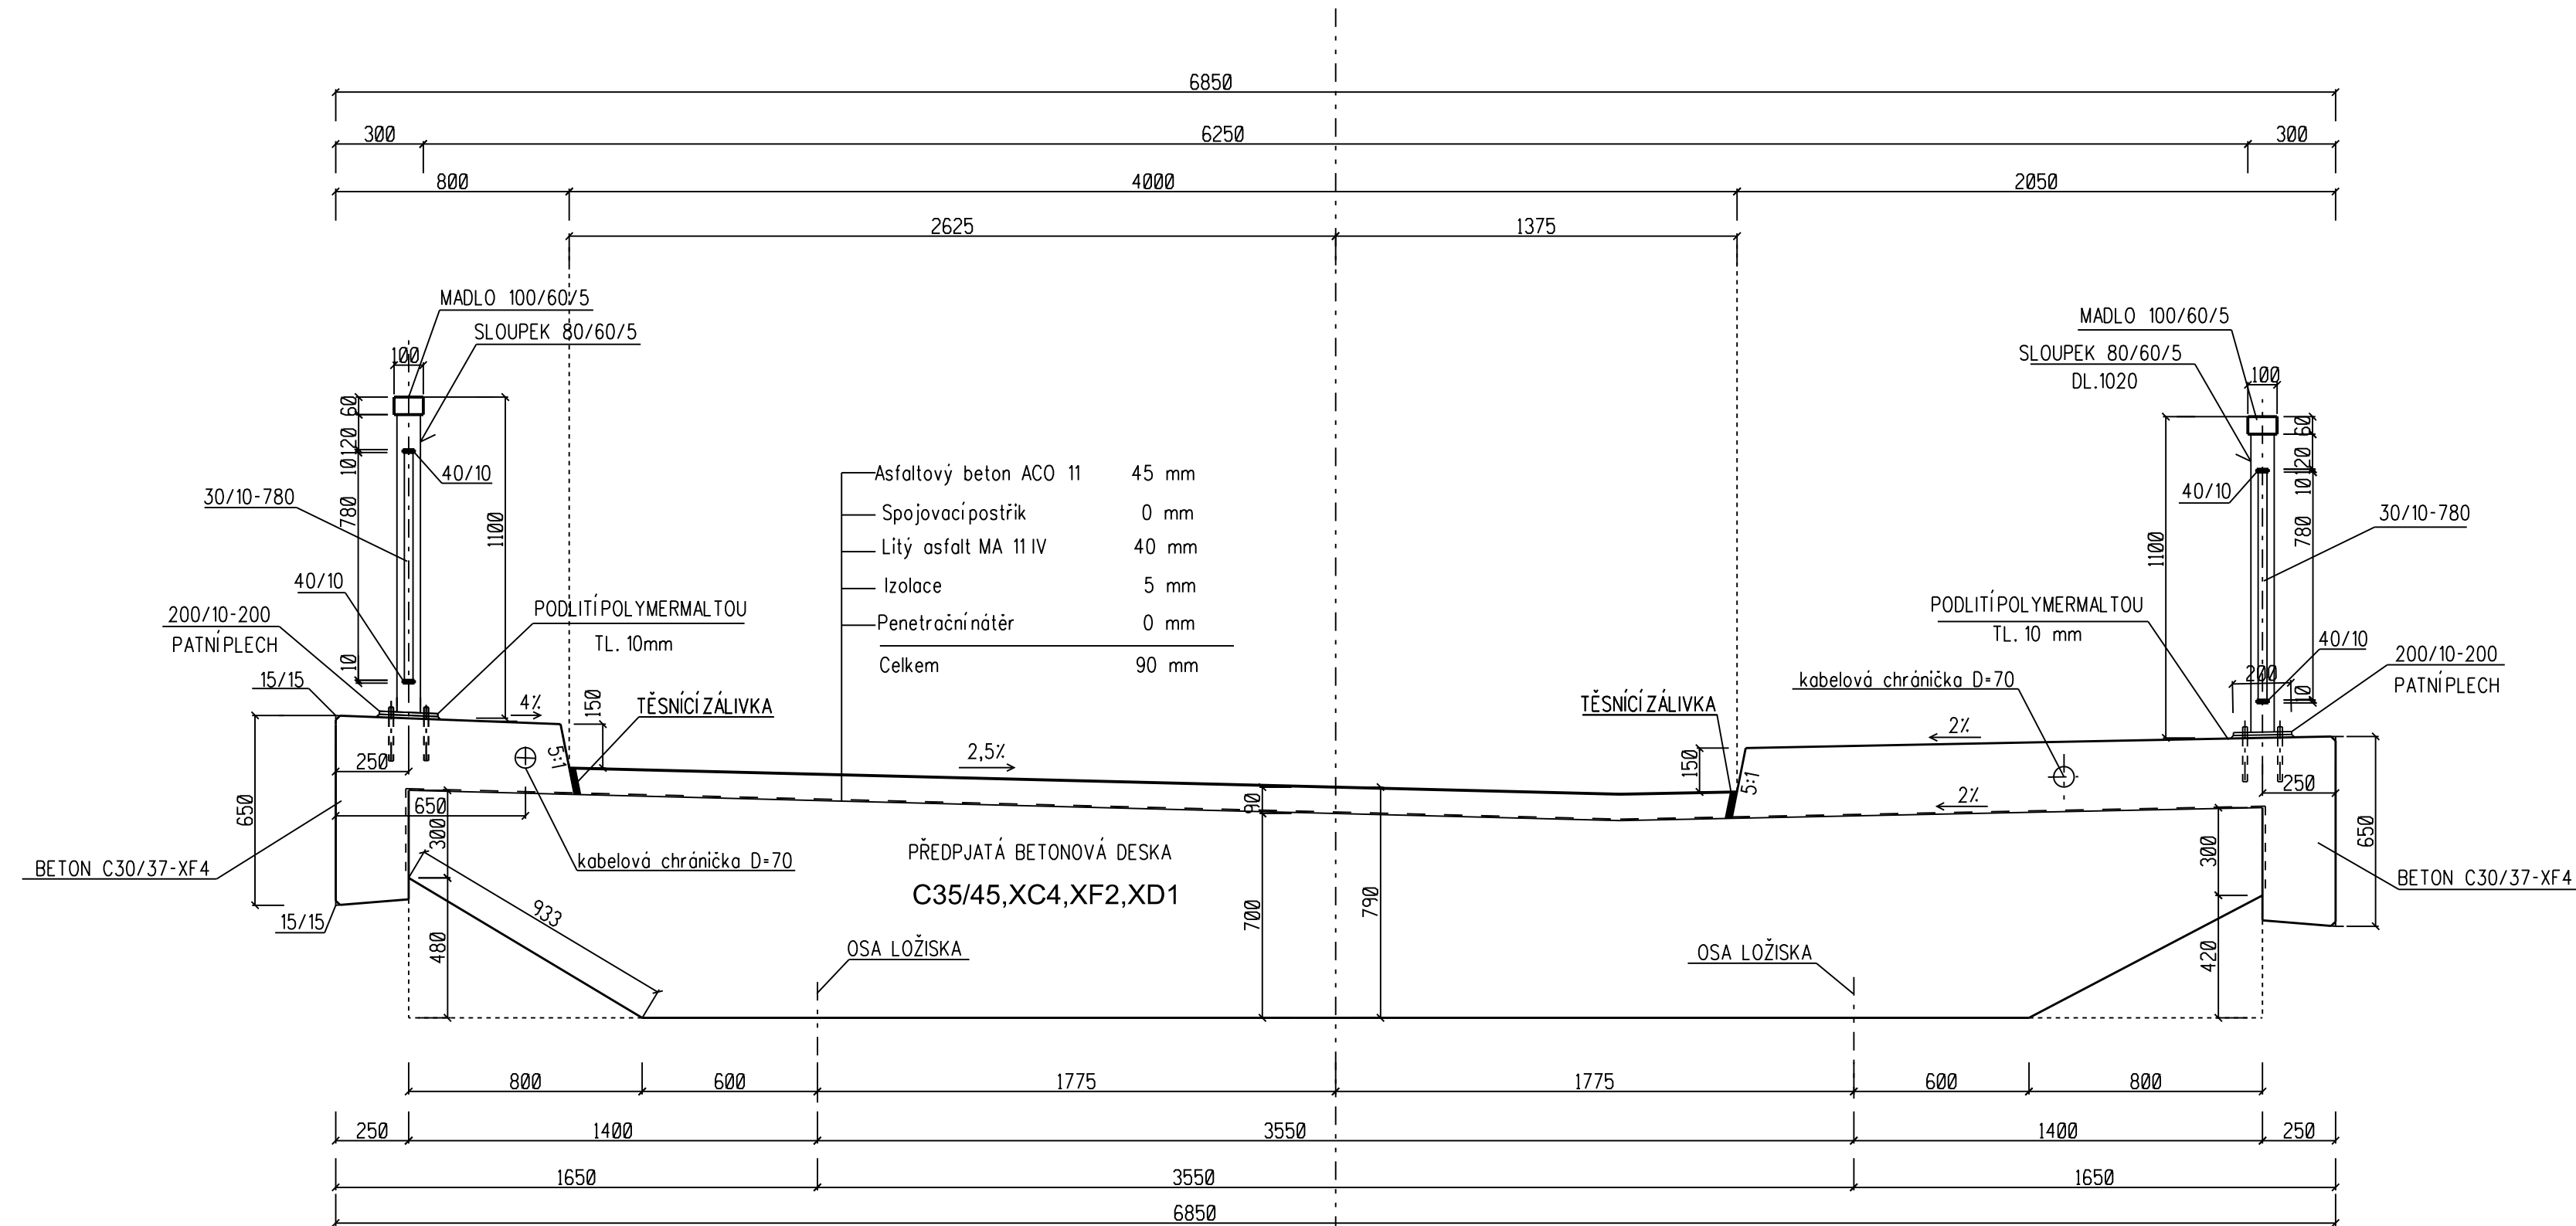 6850
300 6250 300
800 4000 2050
2625 1375
MADLO 100/60/5
SLOUPEK 80/60/5
100
60
120
10
780
10
1100
40/10
30/10-780
40/10
200/10-200
PATNÍ PLECH
PODLITÍ POLYMERMALTOU
TL. 10mm
15/15
4%
150
TĚSNÍCÍ ZÁLIVKA
5:1
250
650
650
300
480
933
BETON C30/37-XF4
15/15
kabelová chránička D=70
Asfaltový beton ACO 11 45 mm
Spojovací postřik 0 mm
Litý asfalt MA 11 IV 40 mm
Izolace 5 mm
Penetrační nátěr 0 mm
Celkem 90 mm
2,5%
PŘEDPJATÁ BETONOVÁ DESKA
C35/45,XC4,XF2,XD1
90
700
790
OSA LOŽISKA
OSA LOŽISKA
MADLO 100/60/5
SLOUPEK 80/60/5
DL.1020
100
60
120
10
780
10
1100
40/10
30/10-780
PODLITÍ POLYMERMALTOU
TL. 10 mm
40/10
200/10-200
PATNÍ PLECH
200
kabelová chránička D=70
TĚSNÍCÍ ZÁLIVKA
150
5:1
2%
2%
250
650
300
420
BETON C30/37-XF4
800 600 1775 1775 600 800
250 1400 3550 1400 250
1650 3550 1650
6850